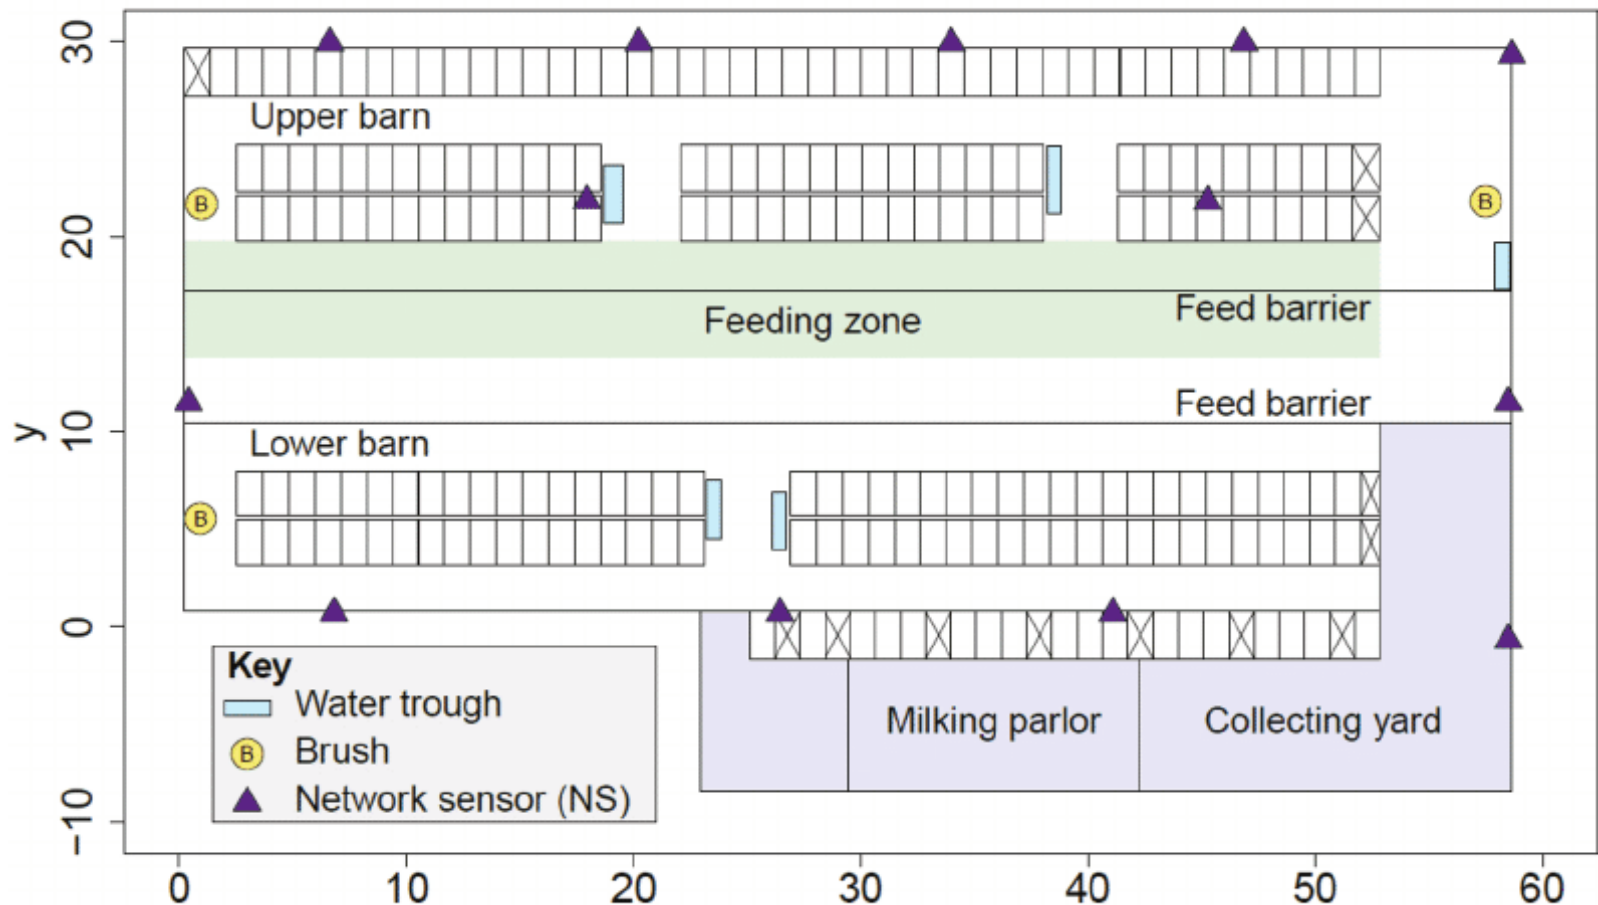 30
Upper barn
B
B
20
Feed barrier
Feeding zone
Feed barrier
10
y
Lower barn
B
0
Key
Water trough
B Brush
Network sensor (NS)
Milking parlor
Collecting yard
-10
0 10 20 30 40 50 60